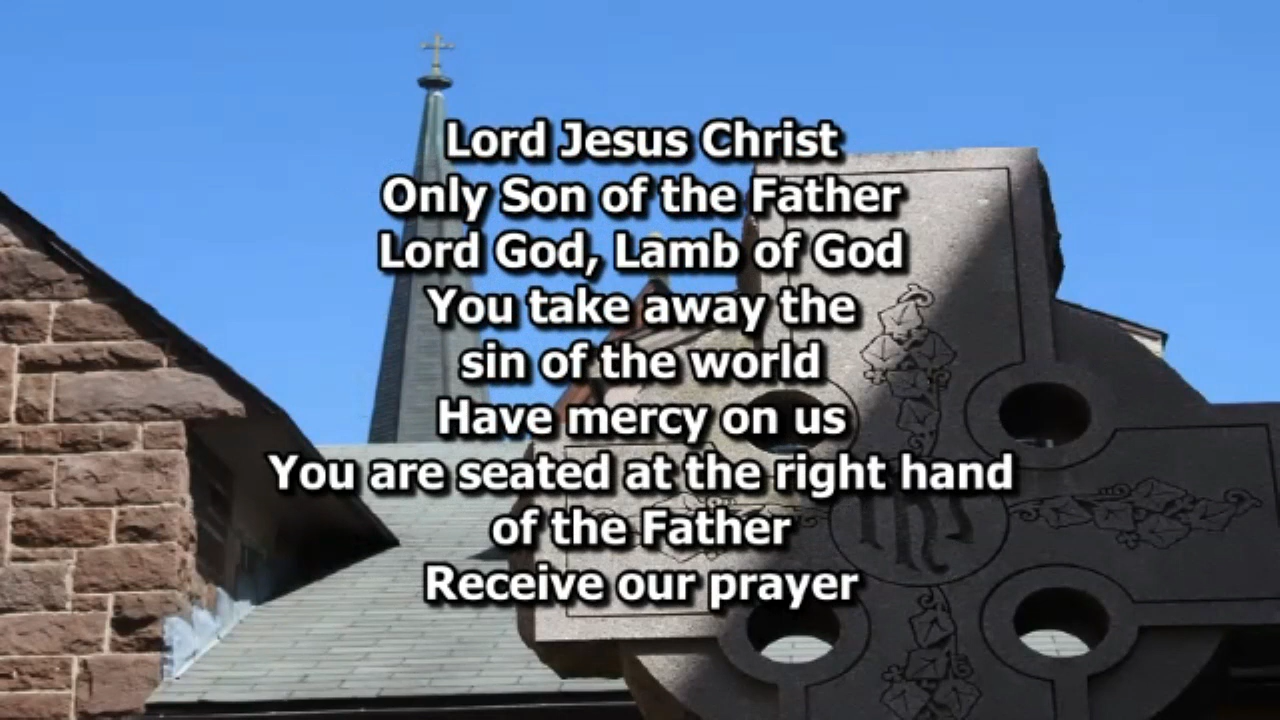 Lord Jesus Christ
Only Son of the Father
Lord God, Lamb of God
You take away the
sin of the world
Have mercy on us
You are seated at the right hand
of the Father
Receive our prayer
IHS